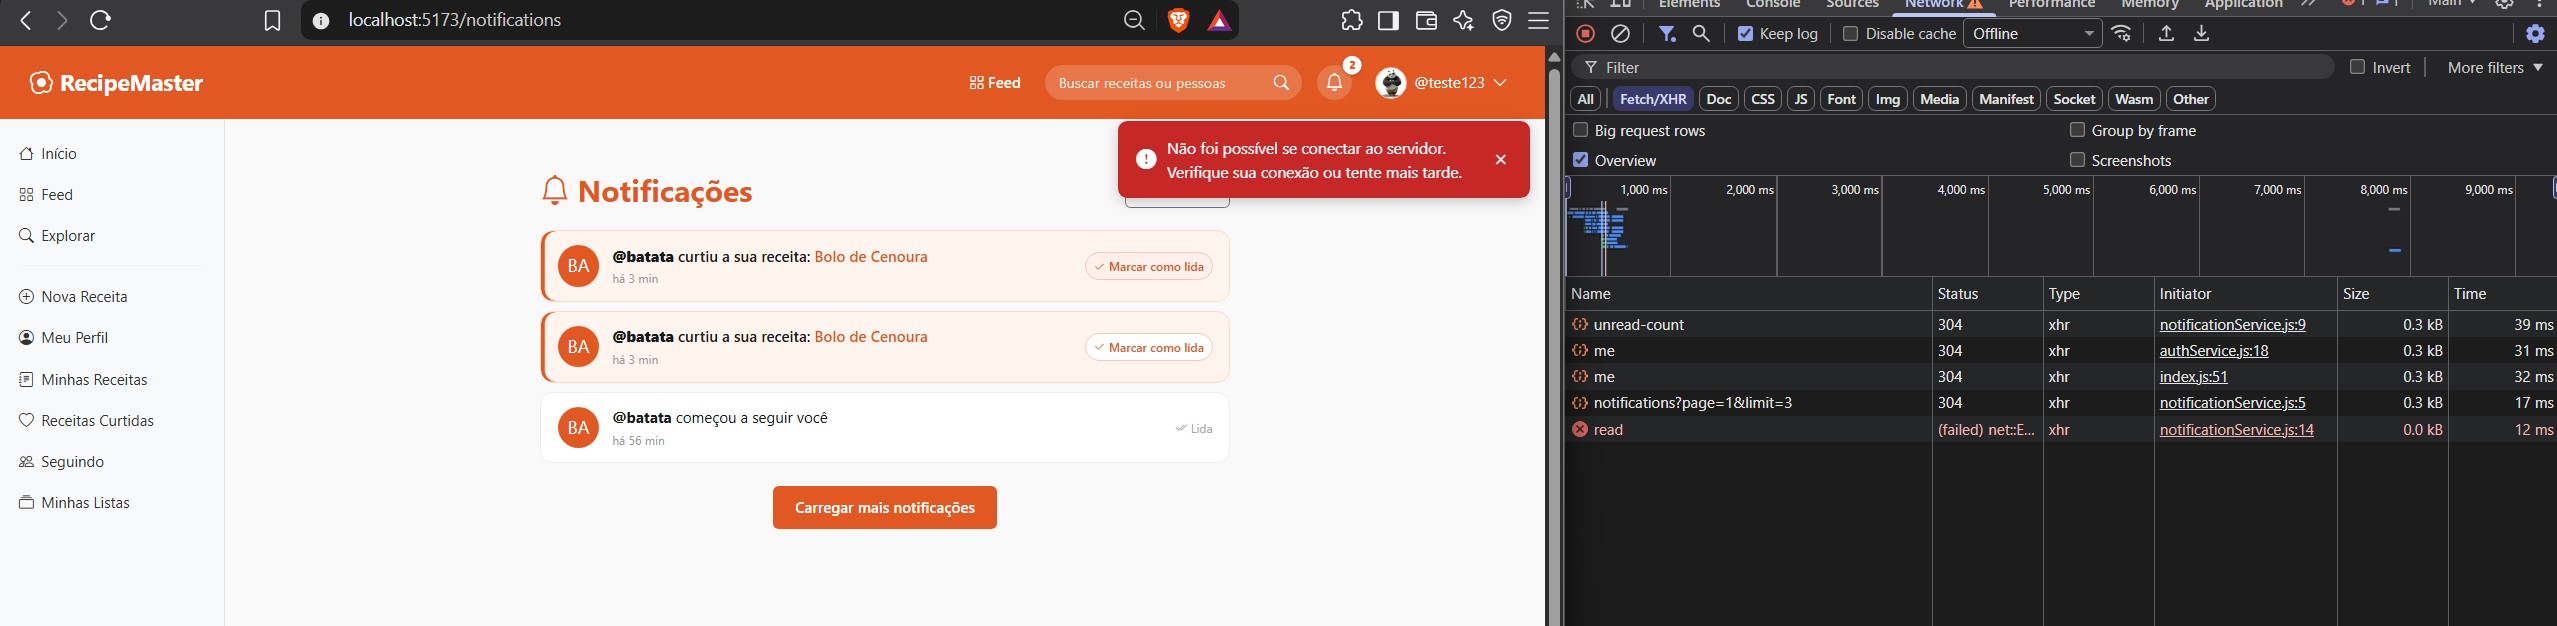 localhost:5173/notifications
RecipeMaster
Feed
Buscar receitas ou pessoas
2
@teste123
Início
Feed
Explorar
Nova Receita
Meu Perfil
Minhas Receitas
Receitas Curtidas
Seguindo
Minhas Listas
Não foi possível se conectar ao servidor.
Verifique sua conexão ou tente mais tarde.
Notificações
BA
@batata curtiu a sua receita: Bolo de Cenoura
há 3 min
Marcar como lida
BA
@batata curtiu a sua receita: Bolo de Cenoura
há 3 min
Marcar como lida
BA
@batata começou a seguir você
há 56 min
Lida
Carregar mais notificações
Elements Console Sources Network Performance Memory Application 1 1 Main
Keep log Disable cache Offline
Filter Invert More filters
All Fetch/XHR Doc CSS JS Font Img Media Manifest Socket Wasm Other
Big request rows Group by frame
Overview Screenshots
1,000 ms 2,000 ms 3,000 ms 4,000 ms 5,000 ms 6,000 ms 7,000 ms 8,000 ms 9,000 ms
Name Status Type Initiator Size Time
unread-count 304 xhr notificationService.js:9 0.3 kB 39 ms
me 304 xhr authService.js:18 0.3 kB 31 ms
me 304 xhr index.js:51 0.3 kB 32 ms
notifications?page=1&limit=3 304 xhr notificationService.js:5 0.3 kB 17 ms
read (failed) net::E... xhr notificationService.js:14 0.0 kB 12 ms